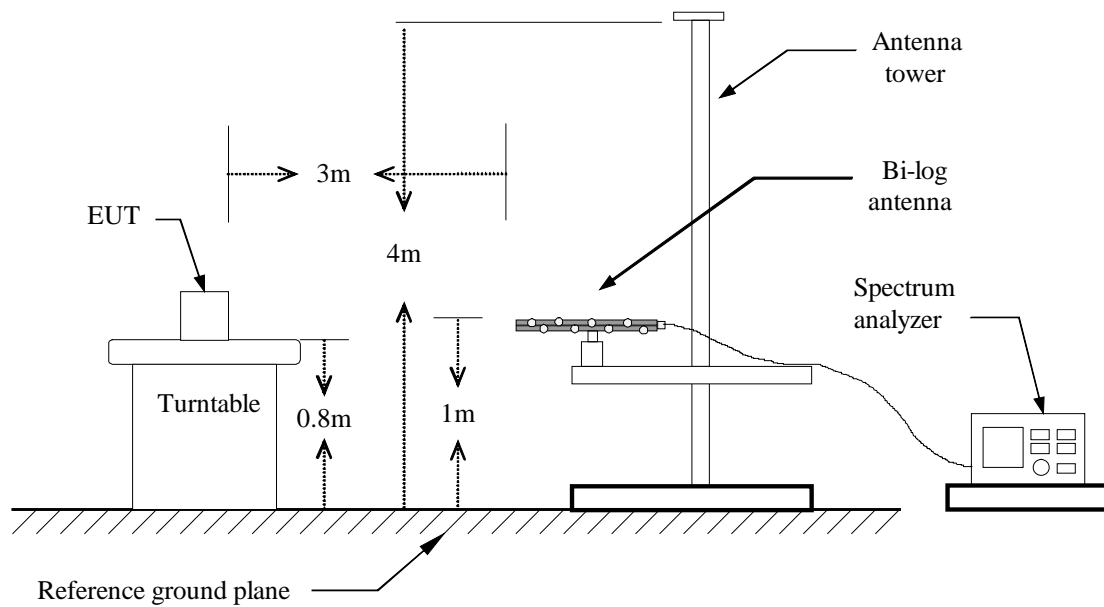 Antenna
tower
3m
Bi-log
antenna
EUT
4m
Spectrum
analyzer
Turntable
0.8m
1m
Reference ground plane